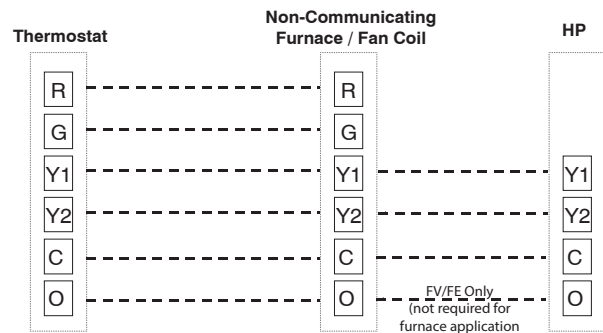 Thermostat
Non-Communicating
Furnace / Fan Coil
HP
R R
G G
Y1 Y1 Y1
Y2 Y2 Y2
C C C
O O O
FV/FE Only
(not required for
furnace application